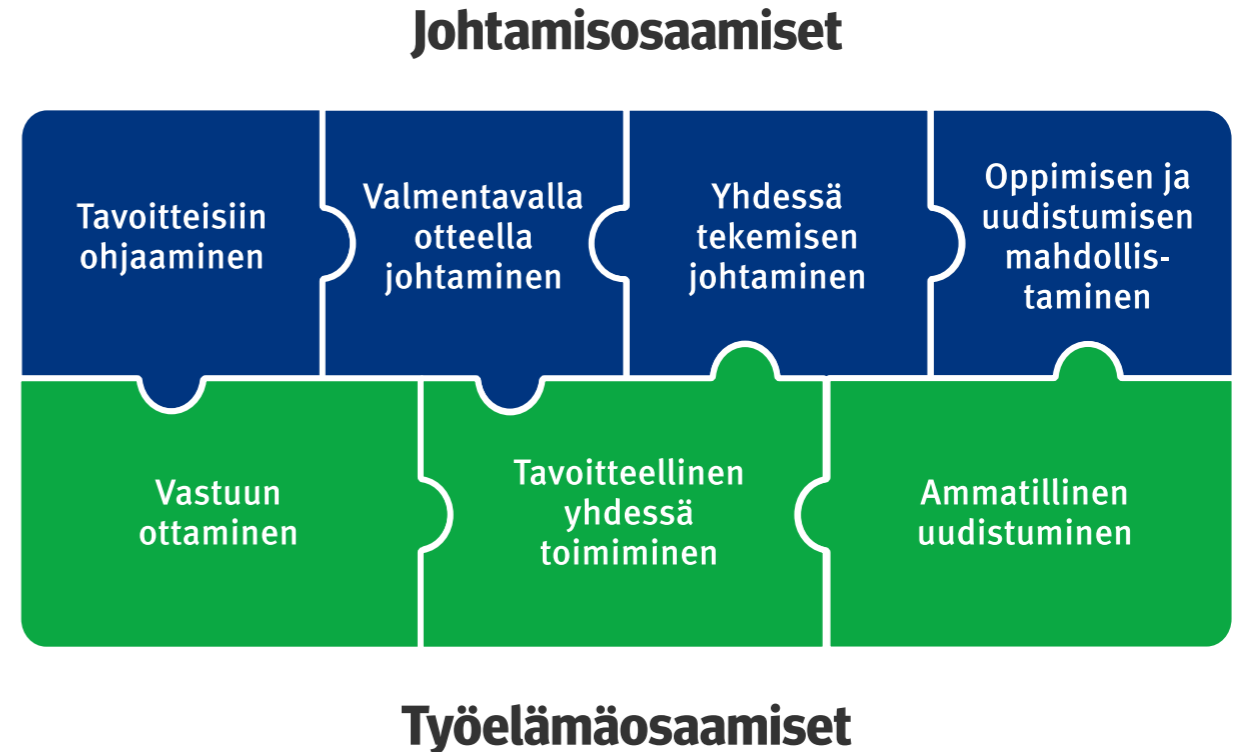 Johtamisosaamiset
Tavoitteisiin
ohjaaminen
Valmentavalla
otteella
johtaminen
Yhdessä
tekemisen
johtaminen
Oppimisen ja
uudistumisen
mahdollis-
taminen
Vastuun
ottaminen
Tavoitteellinen
yhdessä
toimiminen
Ammatillinen
uudistuminen
Työelämäosaamiset